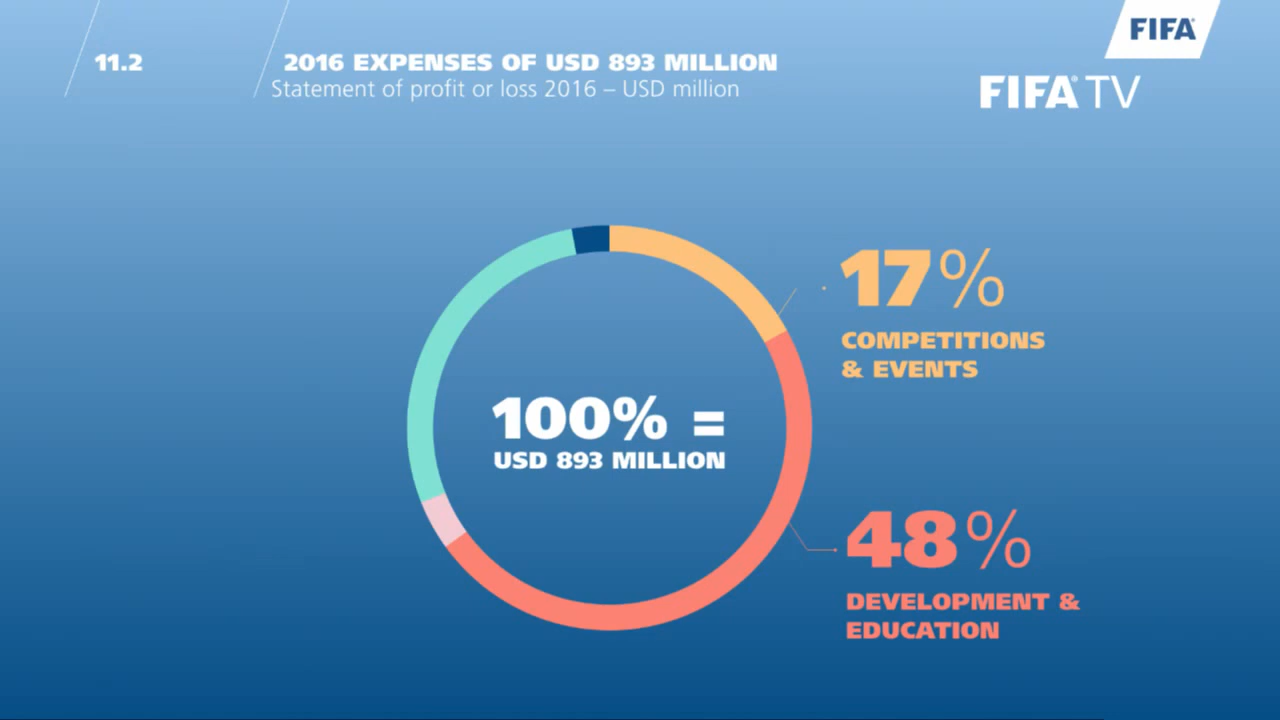 FIFA
11.2
2016 EXPENSES OF USD 893 MILLION
Statement of profit or loss 2016 – USD million
FIFA® TV
17%
COMPETITIONS
& EVENTS
100% =
USD 893 MILLION
48%
DEVELOPMENT &
EDUCATION